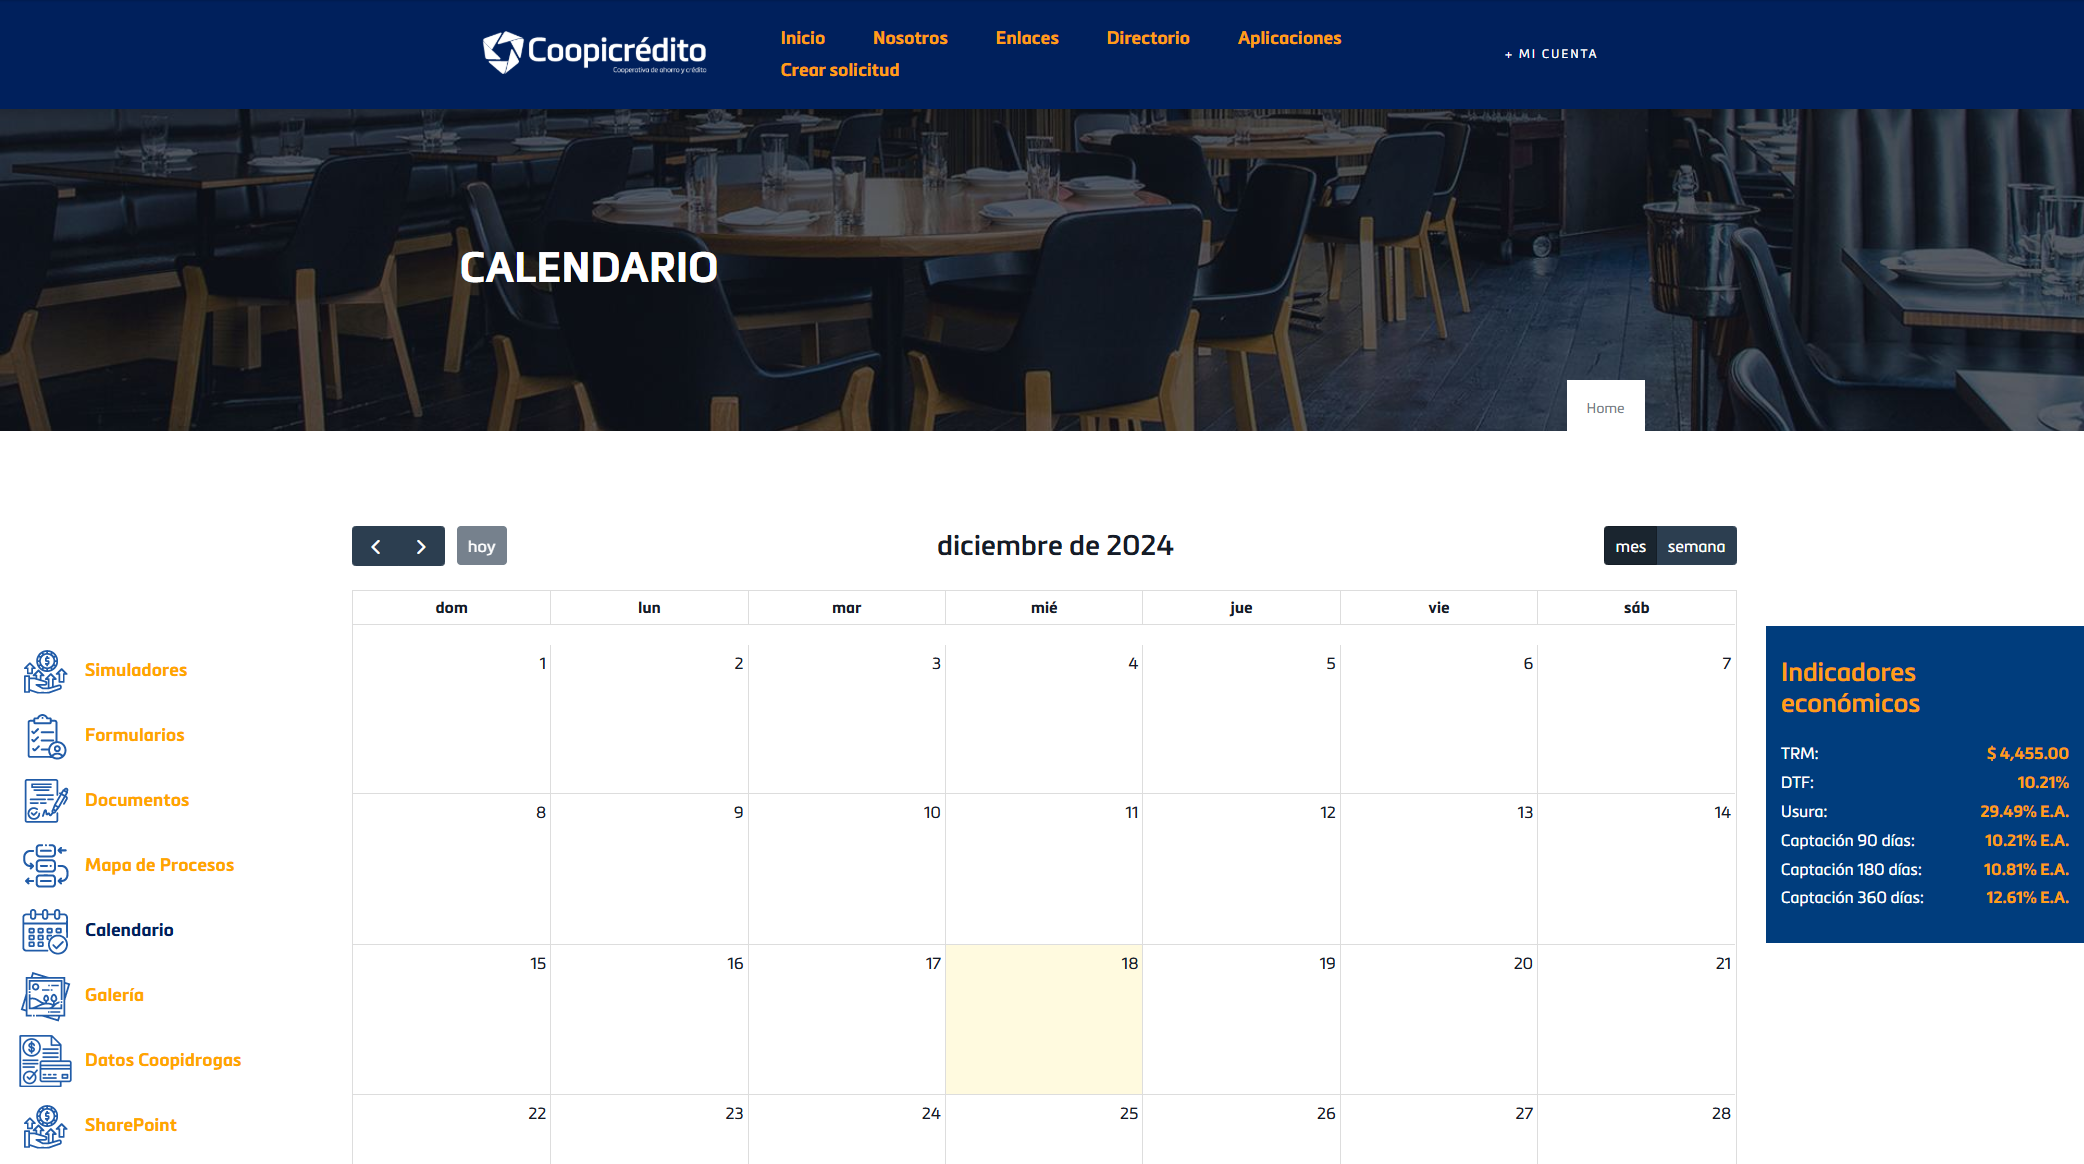 Coopicrédito
Cooperativa de ahorro y crédito
Inicio
Nosotros
Enlaces
Directorio
Aplicaciones
Crear solicitud
+ MI CUENTA
CALENDARIO
Home
hoy
diciembre de 2024
mes
semana
dom lun mar mié jue vie sáb
1 2 3 4 5 6 7
8 9 10 11 12 13 14
15 16 17 18 19 20 21
22 23 24 25 26 27 28
Simuladores
Formularios
Documentos
Mapa de Procesos
Calendario
Galería
Datos Coopidrogas
SharePoint
Indicadores
económicos
TRM: $ 4,455.00
DTF: 10.21%
Usura: 29.49% E.A.
Captación 90 días: 10.21% E.A.
Captación 180 días: 10.81% E.A.
Captación 360 días: 12.61% E.A.